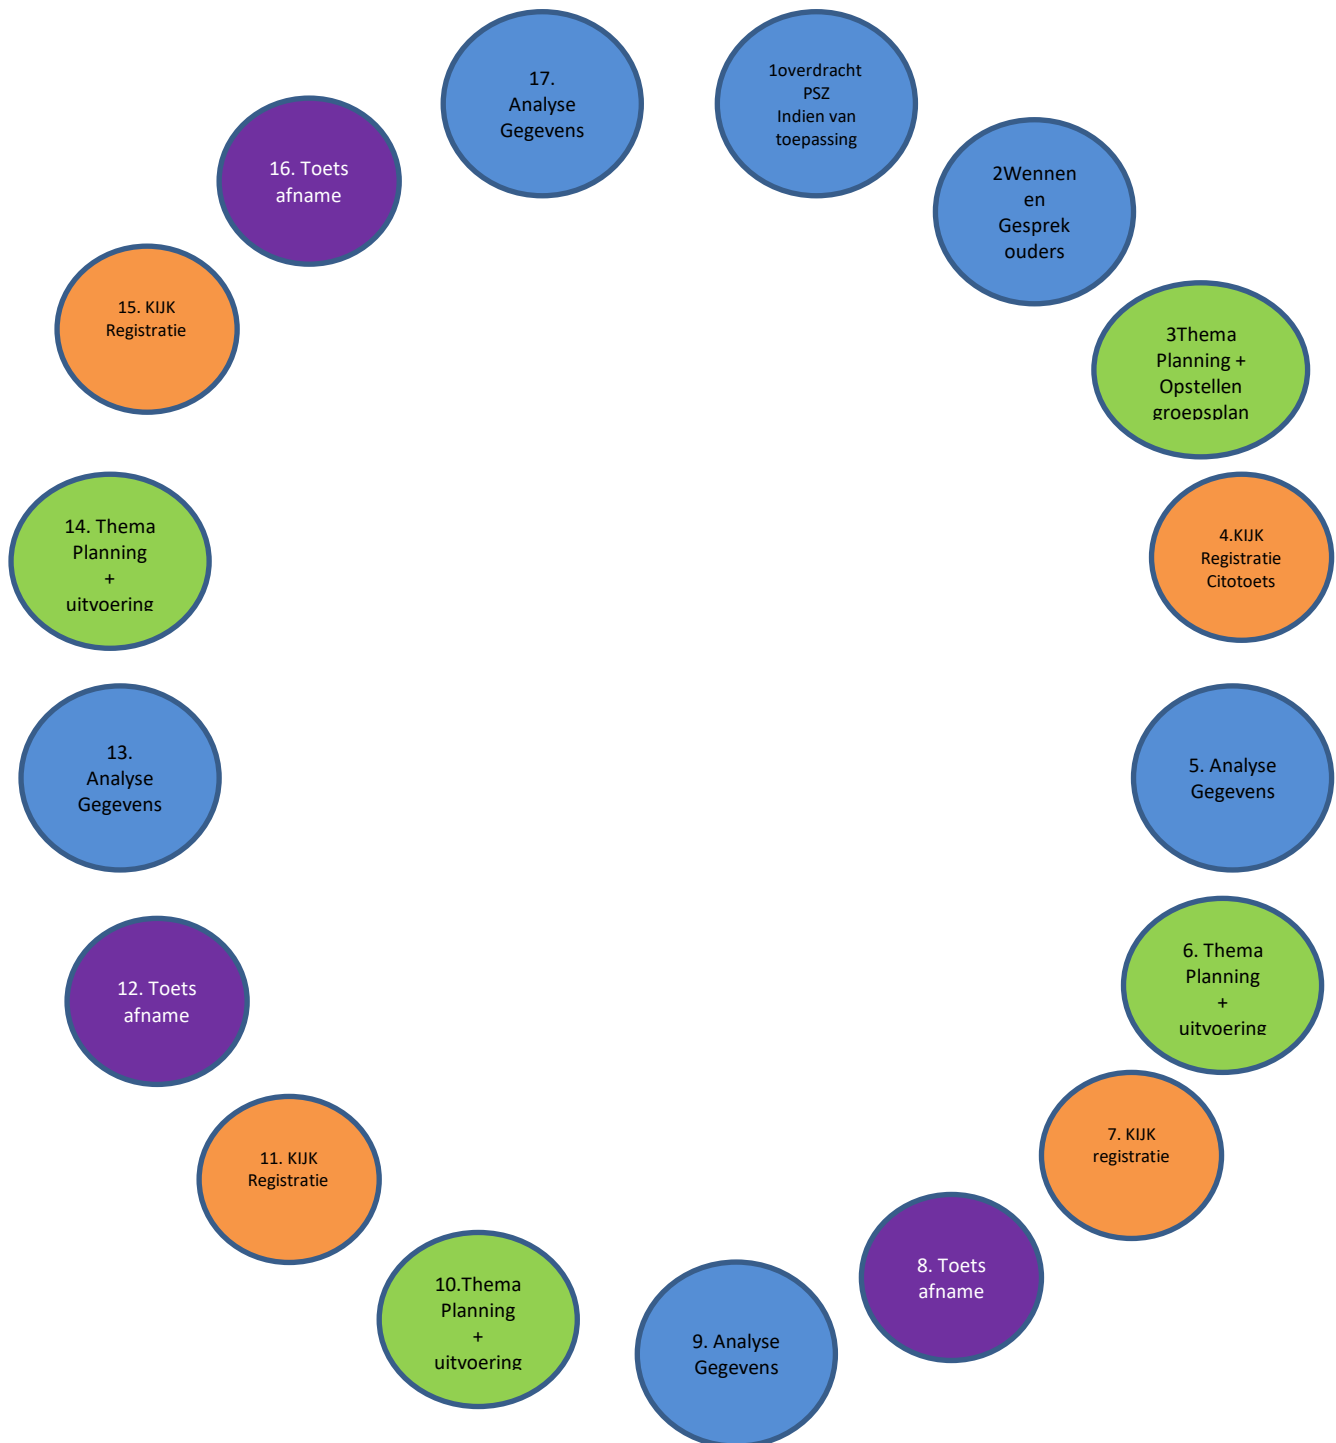 1overdracht
PSZ
Indien van
toepassing
2Wennen
en
Gesprek
ouders
3Thema
Planning +
Opstellen
groepsplan
4.KIJK
Registratie
Citotoets
5. Analyse
Gegevens
6. Thema
Planning
+
uitvoering
7. KIJK
registratie
8. Toets
afname
9. Analyse
Gegevens
10.Thema
Planning
+
uitvoering
11. KIJK
Registratie
12. Toets
afname
13.
Analyse
Gegevens
14. Thema
Planning
+
uitvoering
15. KIJK
Registratie
16. Toets
afname
17.
Analyse
Gegevens